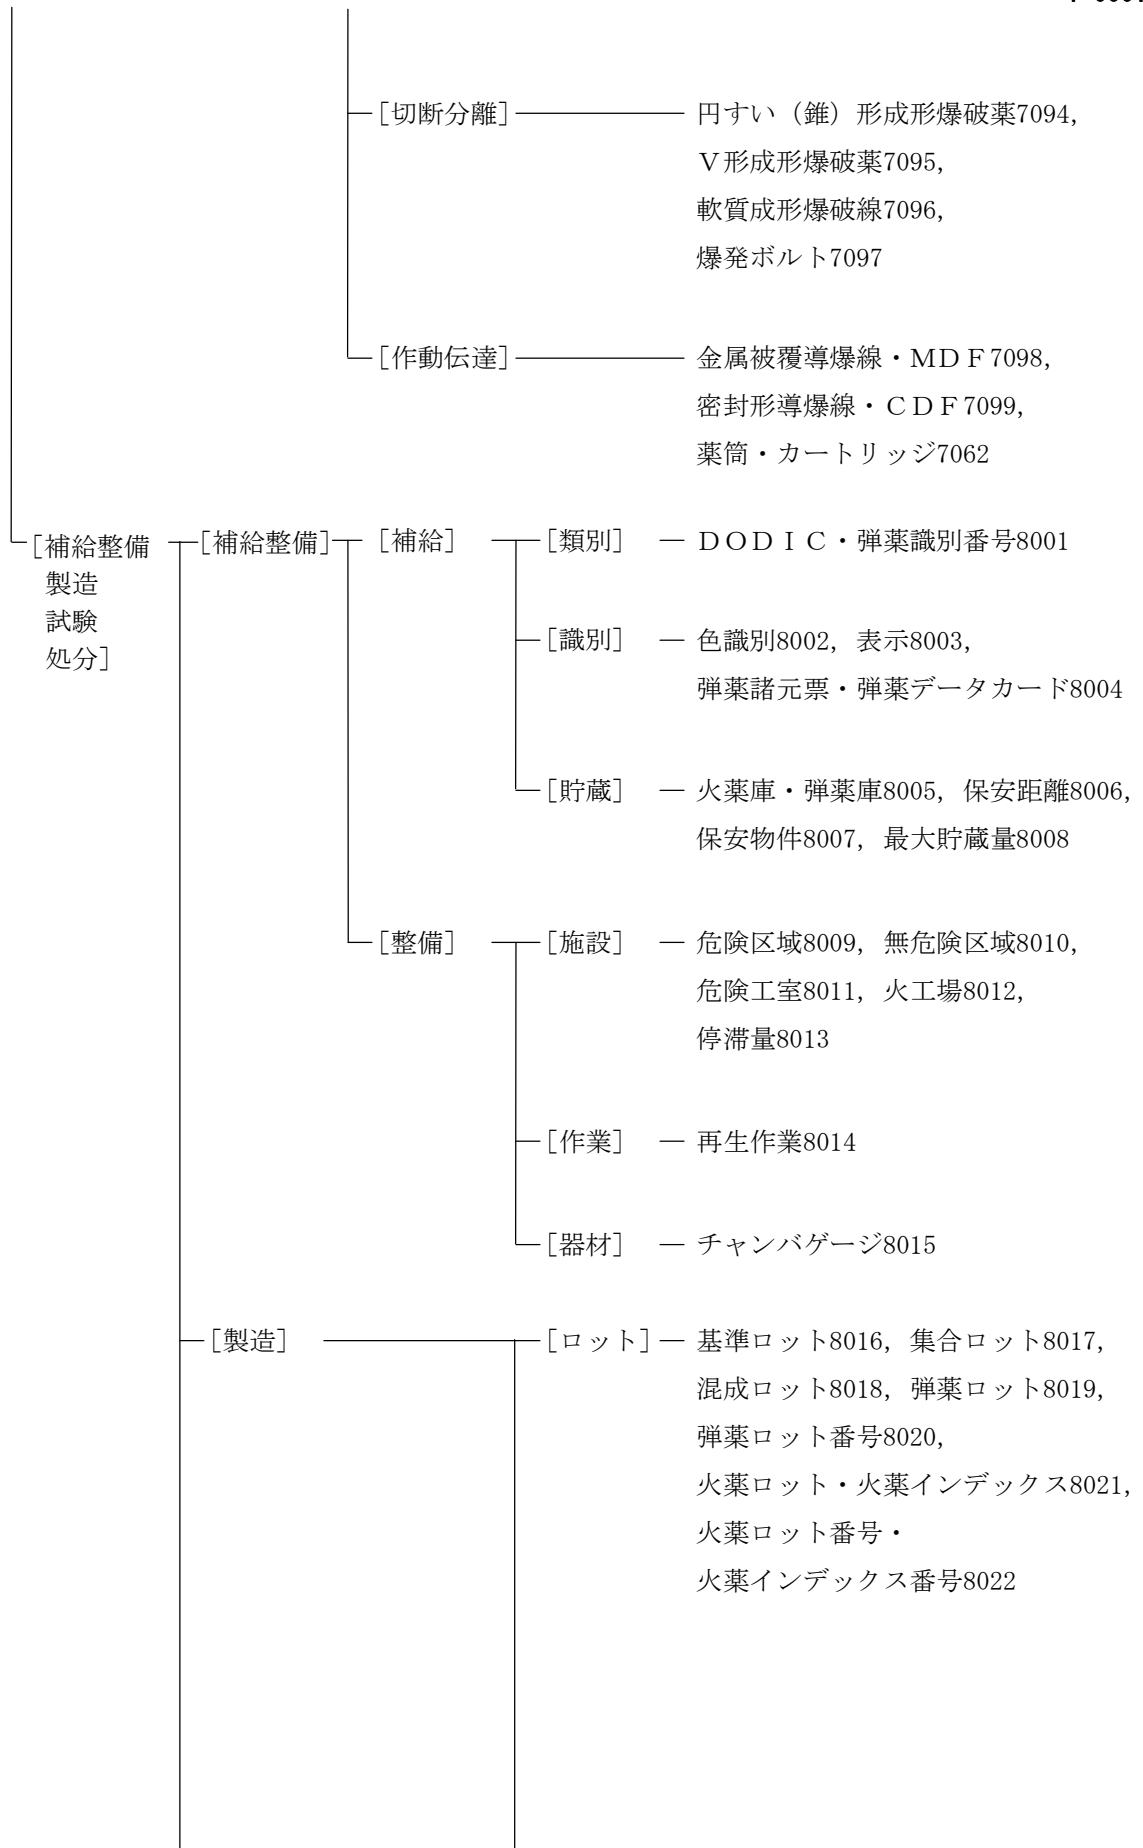 [切断分離] 円すい（錐）形成形爆破薬7094，
Ｖ形成形爆破薬7095，
軟質成形爆破線7096，
爆発ボルト7097
[作動伝達] 金属被覆導爆線・ＭＤＦ7098，
密封形導爆線・ＣＤＦ7099，
薬筒・カートリッジ7062
[補給整備 [補給整備] [補給] [類別] ＤＯＤＩＣ・弾薬識別番号8001
製造
試験
処分]
[識別] 色識別8002，表示8003，
弾薬諸元票・弾薬データカード8004
[貯蔵] 火薬庫・弾薬庫8005，保安距離8006，
保安物件8007，最大貯蔵量8008
[整備] [施設] 危険区域8009，無危険区域8010，
危険工室8011，火工場8012，
停滞量8013
[作業] 再生作業8014
[器材] チャンバゲージ8015
[製造] [ロット] 基準ロット8016，集合ロット8017，
混成ロット8018，弾薬ロット8019，
弾薬ロット番号8020，
火薬ロット・火薬インデックス8021，
火薬ロット番号・
火薬インデックス番号8022